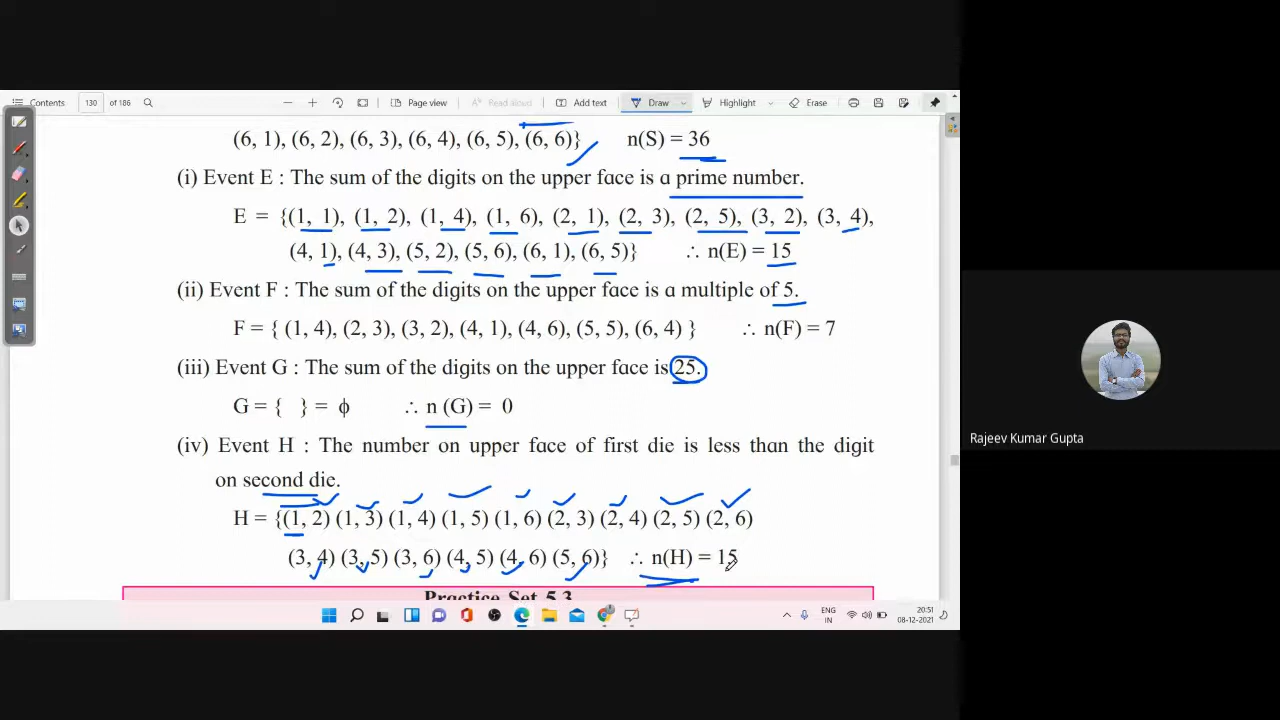 Contents 130 of 186 Page view Read aloud Add text Draw Highlight Erase
(6, 1), (6, 2), (6, 3), (6, 4), (6, 5), (6, 6)} n(S) = 36
(i) Event E : The sum of the digits on the upper face is a prime number.
E = {(1, 1), (1, 2), (1, 4), (1, 6), (2, 1), (2, 3), (2, 5), (3, 2), (3, 4),
(4, 1), (4, 3), (5, 2), (5, 6), (6, 1), (6, 5)} ∴ n(E) = 15
(ii) Event F : The sum of the digits on the upper face is a multiple of 5.
F = { (1, 4), (2, 3), (3, 2), (4, 1), (4, 6), (5, 5), (6, 4) } ∴ n(F) = 7
(iii) Event G : The sum of the digits on the upper face is 25.
G = { } = ϕ ∴ n (G) = 0
Rajeev Kumar Gupta
(iv) Event H : The number on upper face of first die is less than the digit
on second die.
H = {(1, 2) (1, 3) (1, 4) (1, 5) (1, 6) (2, 3) (2, 4) (2, 5) (2, 6)
(3, 4) (3, 5) (3, 6) (4, 5) (4, 6) (5, 6)} ∴ n(H) = 15
Practice Set 5.3
ENG 20:51
IN 08-12-2021